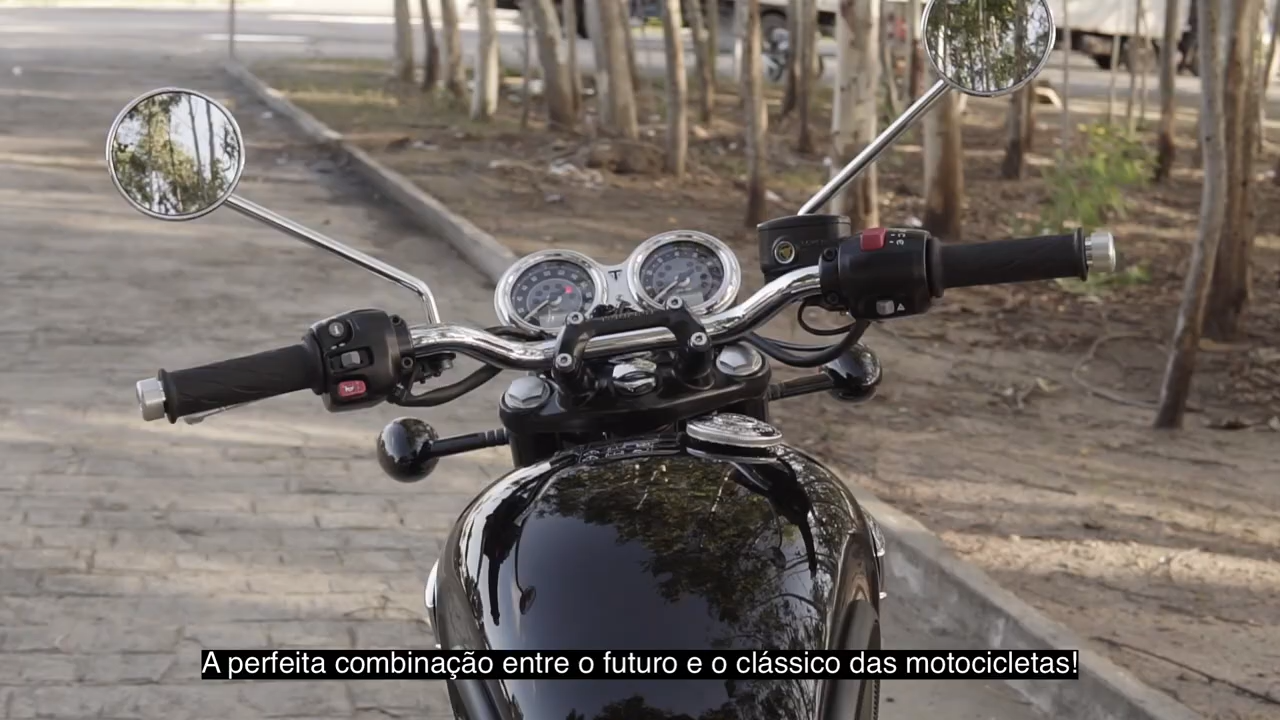 A perfeita combinação entre o futuro e o clássico das motocicletas!